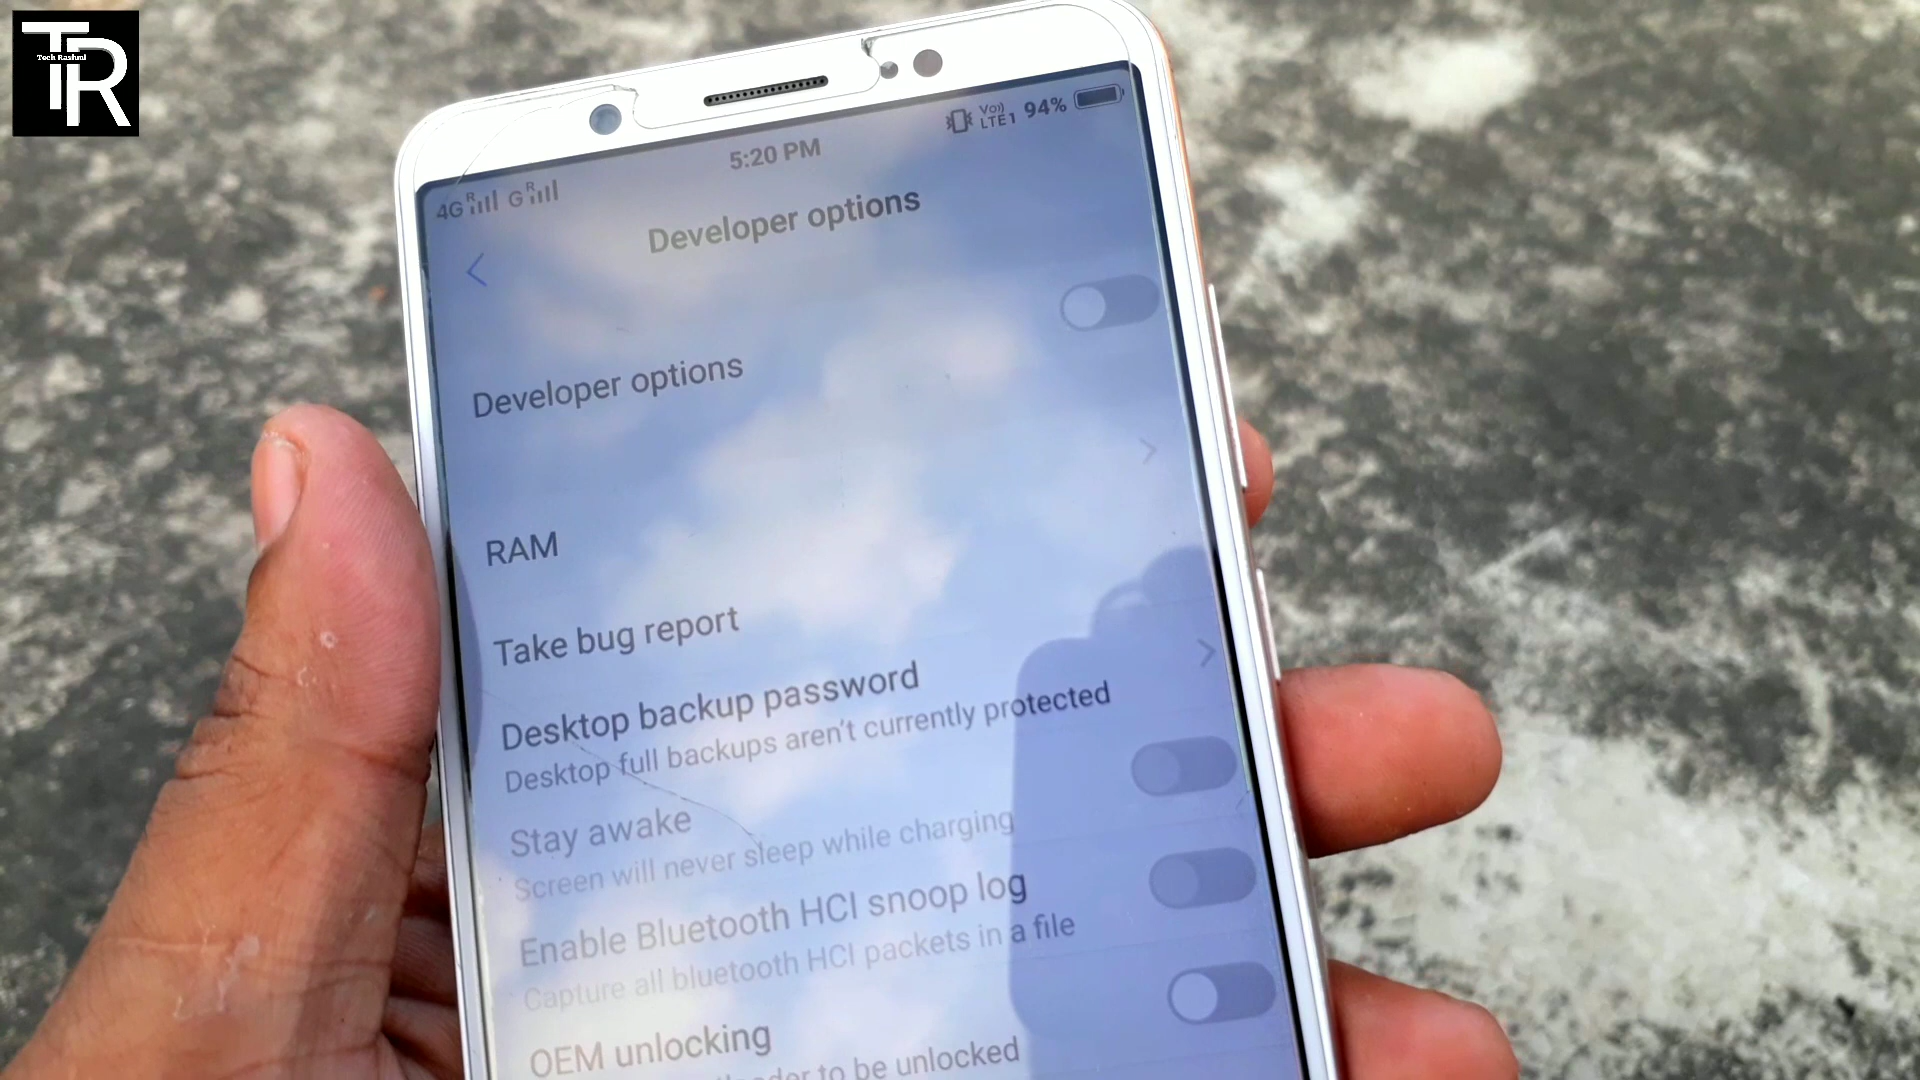 TR
Tech Rashmi
4G R G R
5:20 PM
Vo)) LTE1 94%
Developer options
Developer options
RAM
Take bug report
Desktop backup password
Desktop full backups aren't currently protected
Stay awake
Screen will never sleep while charging
Enable Bluetooth HCI snoop log
Capture all bluetooth HCI packets in a file
OEM unlocking
to be unlocked